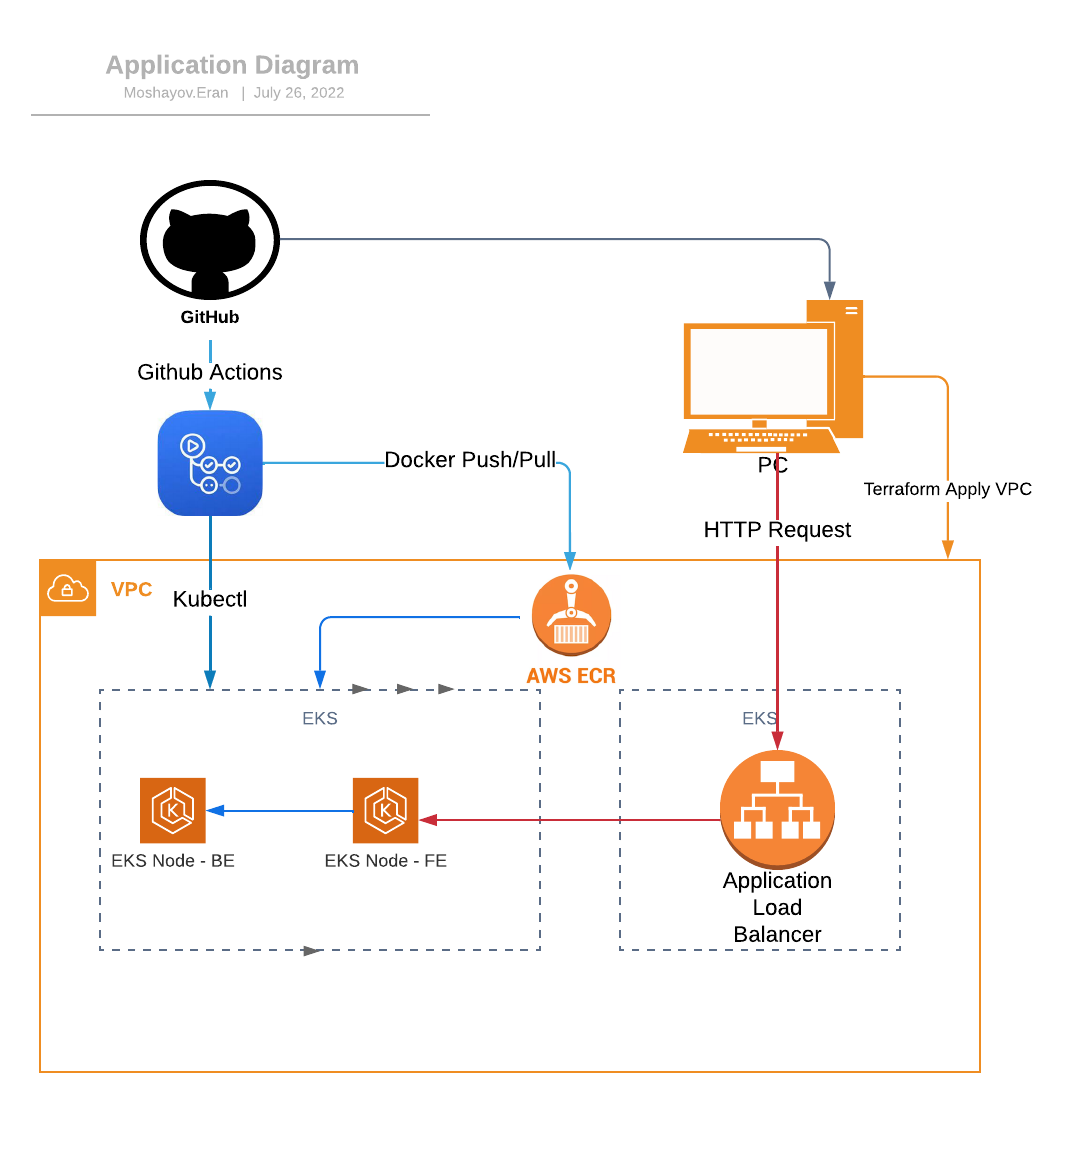 Application Diagram
Moshayov.Eran | July 26, 2022
GitHub
Github Actions
Docker Push/Pull
PC
Terraform Apply VPC
HTTP Request
VPC
Kubectl
AWS ECR
EKS
EKS
K
K
EKS Node - BE
EKS Node - FE
Application
Load
Balancer